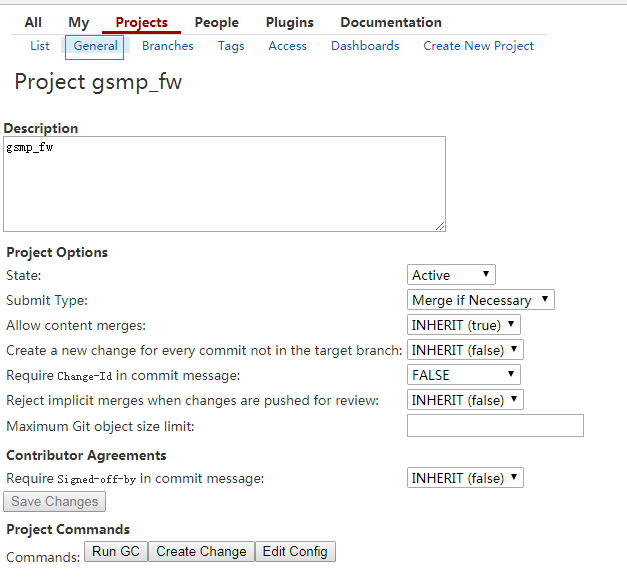 All My Projects People Plugins Documentation
List General Branches Tags Access Dashboards Create New Project
Project gsmp_fw
Description
gsmp_fw
Project Options
State: Active
Submit Type: Merge if Necessary
Allow content merges: INHERIT (true)
Create a new change for every commit not in the target branch: INHERIT (false)
Require Change-Id in commit message: FALSE
Reject implicit merges when changes are pushed for review: INHERIT (false)
Maximum Git object size limit:
Contributor Agreements
Require Signed-off-by in commit message: INHERIT (false)
Save Changes
Project Commands
Commands: Run GC Create Change Edit Config